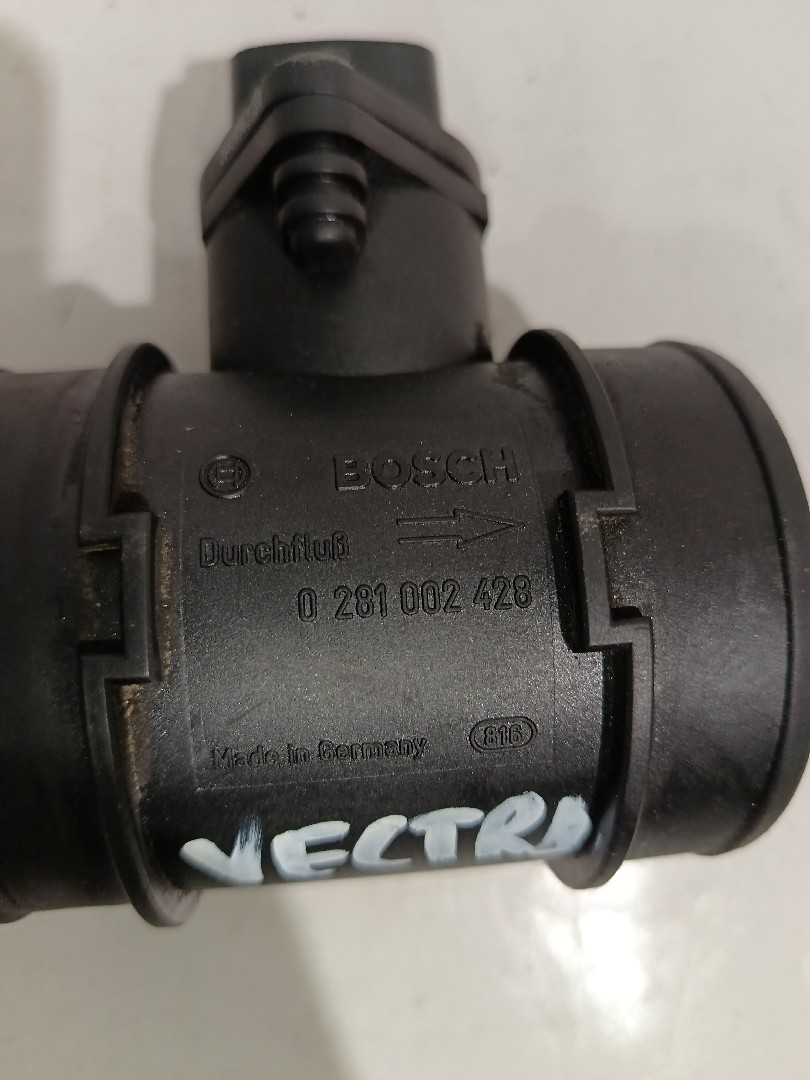 BOSCH
Durchfluß
0 281 002 428
Made in Germany 816
VECTRA